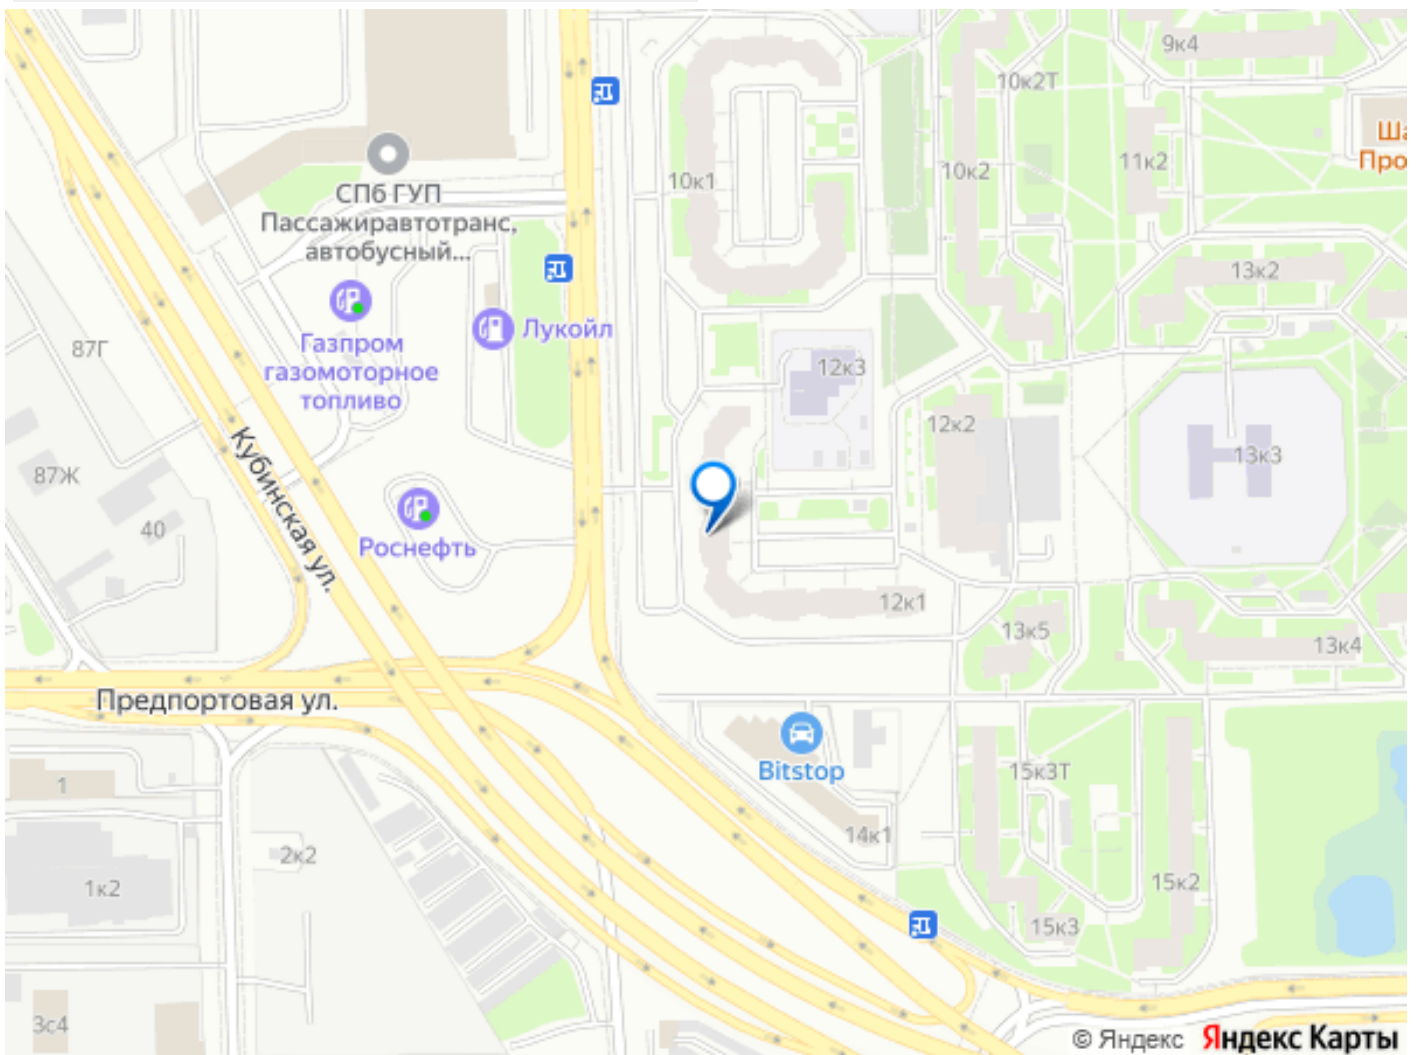 9к4
10к2Т
Ша
Про
11к2
10к2
10к1
СПб ГУП
Пассажиравтотранс,
автобусный...
13к2
Лукойл
Газпром
газомоторное
топливо
87Г
12к3
12к2
13к3
Кубинская ул.
87Ж
40
Роснефть
12к1
13к5
13к4
Предпортовая ул.
Bitstop
15к3Т
1
14к1
2к2
1к2
15к2
15к3
3с4
© Яндекс Яндекс Карты